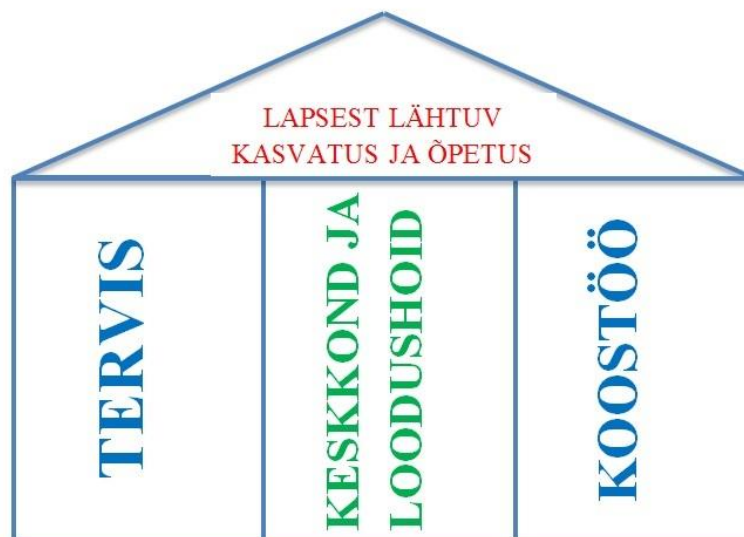 LAPSEST LÄHTUV
KASVATUS JA ÕPETUS
TERVIS
KESKKOND JA
LOODUSHOID
KOOSTÖÖ